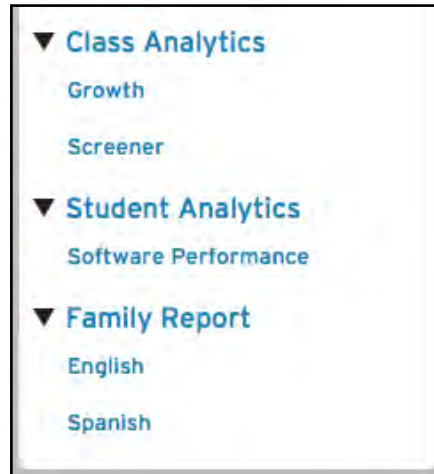 Class Analytics
Growth
Screener
Student Analytics
Software Performance
Family Report
English
Spanish